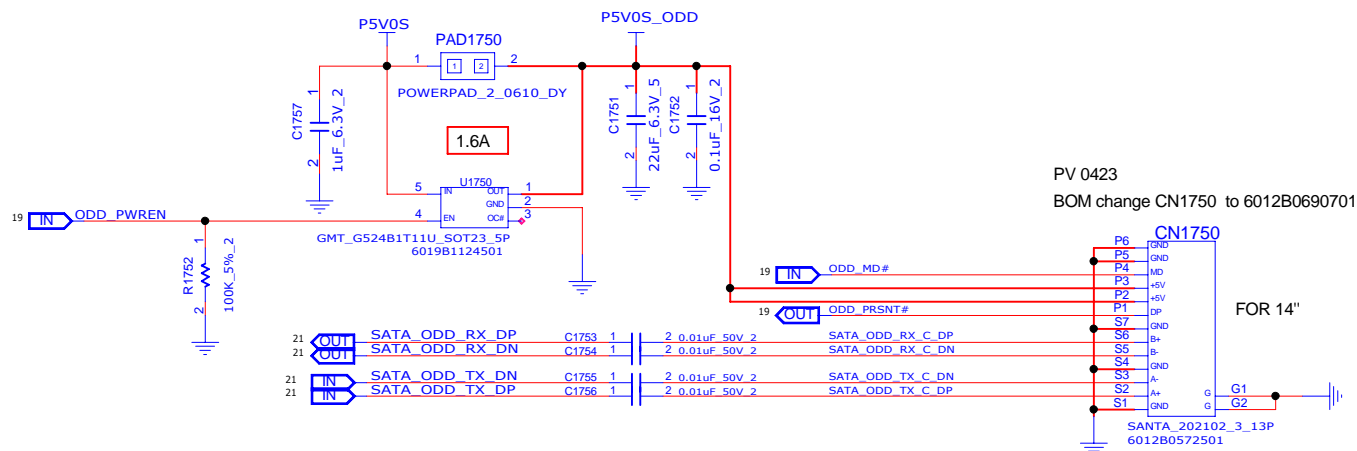 P5V0S
P5V0S_ODD
PAD1750
1
1
2
2
POWERPAD_2_0610_DY
C1757
1
2
1uF_6.3V_2
1.6A
C1751
1
2
22uF_6.3V_5
C1752
1
2
0.1uF_16V_2
U1750
5
IN
OUT
1
GND
2
4
EN
OC#
3
GMT_G524B1T11U_SOT23_5P
6019B1124501
19
IN
ODD_PWREN
R1752
1
2
100K_5%_2
PV 0423
BOM change CN1750 to 6012B0690701
CN1750
P6
GND
P5
GND
19
IN
ODD_MD#
P4
MD
P3
+5V
P2
+5V
19
OUT
ODD_PRSNT#
P1
DP
FOR 14"
S7
GND
21
OUT
SATA_ODD_RX_DP
C1753
1
2
0.01uF_50V_2
SATA_ODD_RX_C_DP
S6
B+
21
OUT
SATA_ODD_RX_DN
C1754
1
2
0.01uF_50V_2
SATA_ODD_RX_C_DN
S5
B-
S4
GND
21
IN
SATA_ODD_TX_DN
C1755
1
2
0.01uF_50V_2
SATA_ODD_TX_C_DN
S3
A-
21
IN
SATA_ODD_TX_DP
C1756
1
2
0.01uF_50V_2
SATA_ODD_TX_C_DP
S2
A+
G
G1
S1
GND
G
G2
SANTA_202102_3_13P
6012B0572501